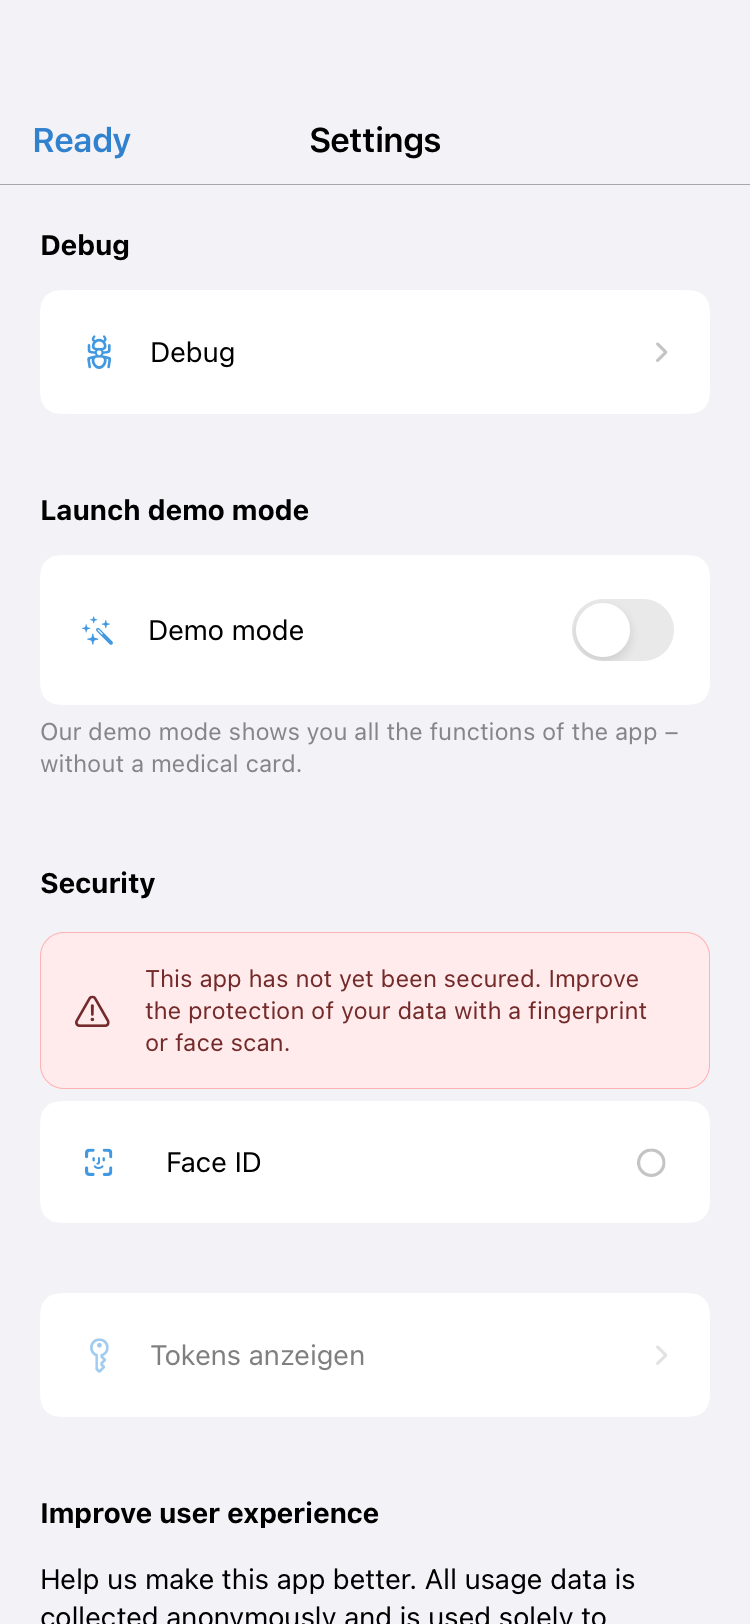 Ready
Settings
Debug
Debug
Launch demo mode
Demo mode
Our demo mode shows you all the functions of the app –
without a medical card.
Security
This app has not yet been secured. Improve
the protection of your data with a fingerprint
or face scan.
Face ID
Tokens anzeigen
Improve user experience
Help us make this app better. All usage data is
collected anonymously and is used solely to